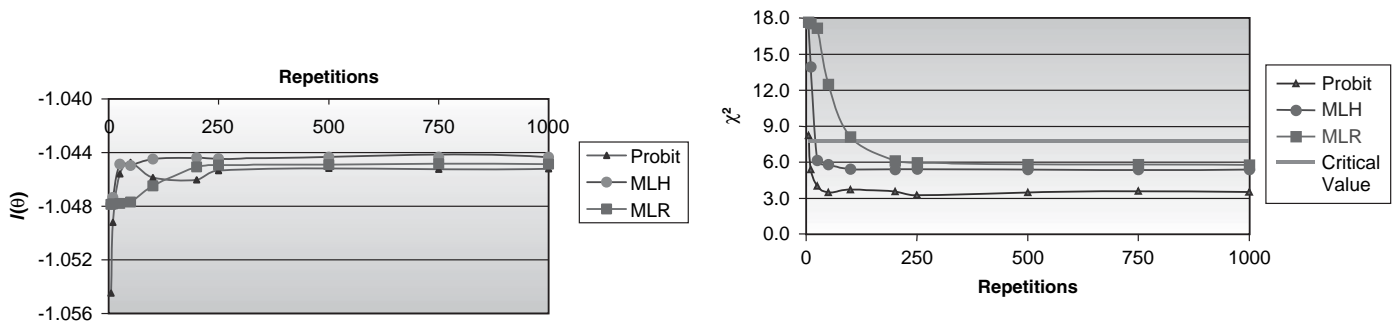 Repetitions
-1.040
-1.044
-1.048
-1.052
-1.056
0
250
500
750
1000
l(θ)
Probit
MLH
MLR
18.0
15.0
12.0
9.0
6.0
3.0
0.0
χ²
0
250
500
750
1000
Repetitions
Probit
MLH
MLR
Critical
Value